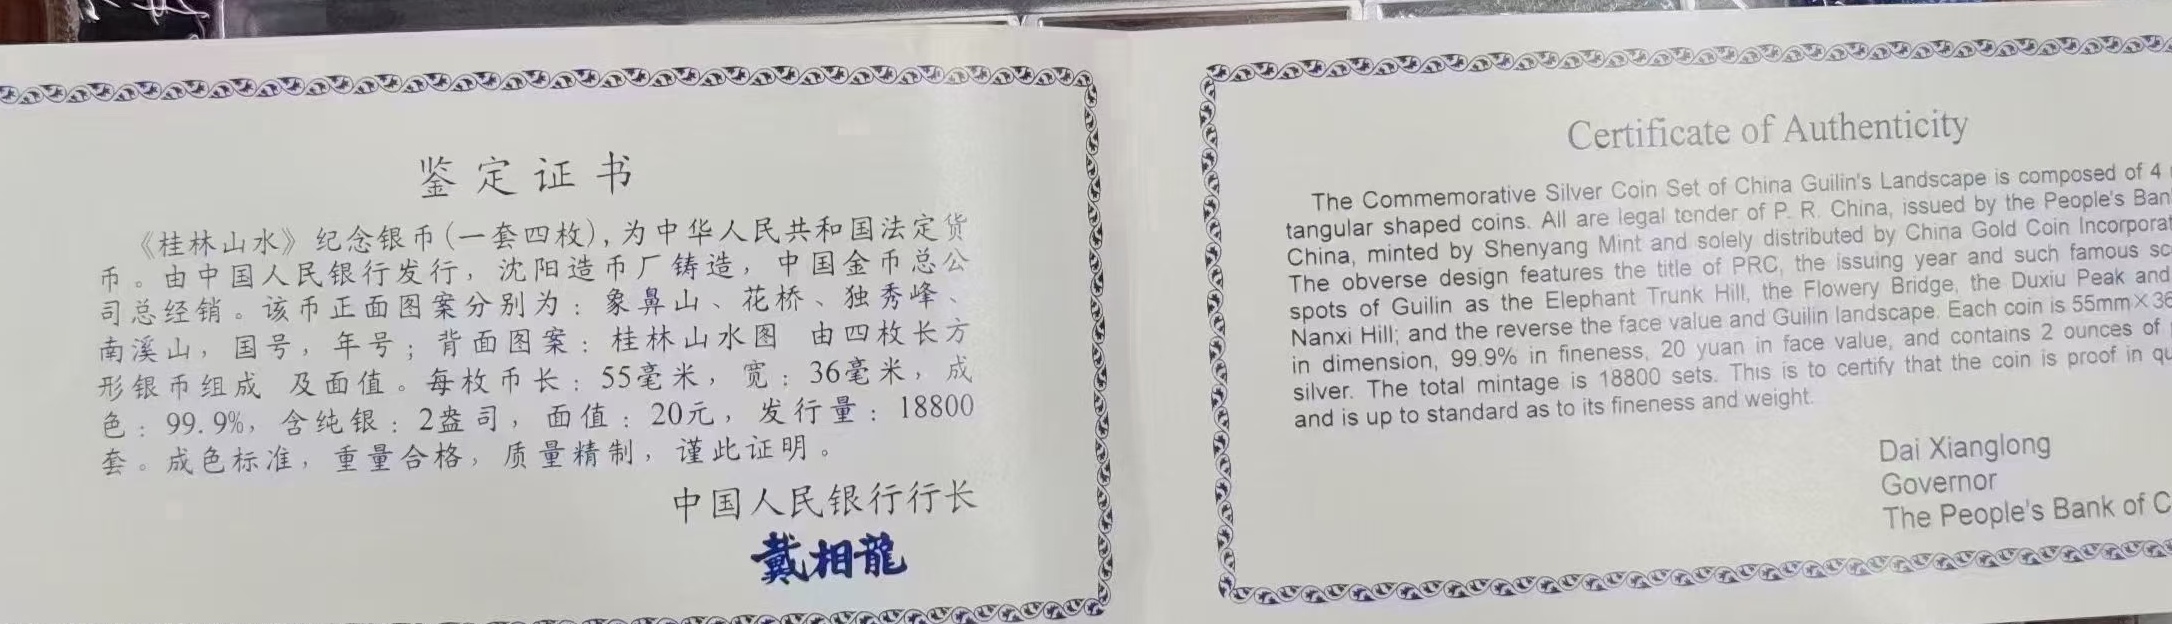 鉴定证书
《桂林山水》纪念银币(一套四枚),为中华人民共和国法定货
币。由中国人民银行发行，沈阳造币厂铸造，中国金币总公
司总经销。该币正面图案分别为：象鼻山、花桥、独秀峰、
南溪山，国号，年号；背面图案：桂林山水图 由四枚长方
形银币组成 及面值。每枚币长：55毫米，宽：36毫米，成
色：99.9%，含纯银：2盎司，面值：20元，发行量：18800
套。成色标准，重量合格，质量精制，谨此证明。
中国人民银行行长
戴相龍
Certificate of Authenticity
The Commemorative Silver Coin Set of China Guilin's Landscape is composed of 4
tangular shaped coins. All are legal tender of P. R. China, issued by the People's
China, minted by Shenyang Mint and solely distributed by China Gold Coin
The obverse design features the title of PRC, the issuing year and such famous
spots of Guilin as the Elephant Trunk Hill, the Flowery Bridge, the Duxiu Peak and
Nanxi Hill; and the reverse the face value and Guilin landscape. Each coin is 55mm×36
in dimension, 99.9% in fineness, 20 yuan in face value, and contains 2 ounces of
silver. The total mintage is 18800 sets. This is to certify that the coin is proof in
and is up to standard as to its fineness and weight.
Dai Xianglong
Governor
The People's Bank of